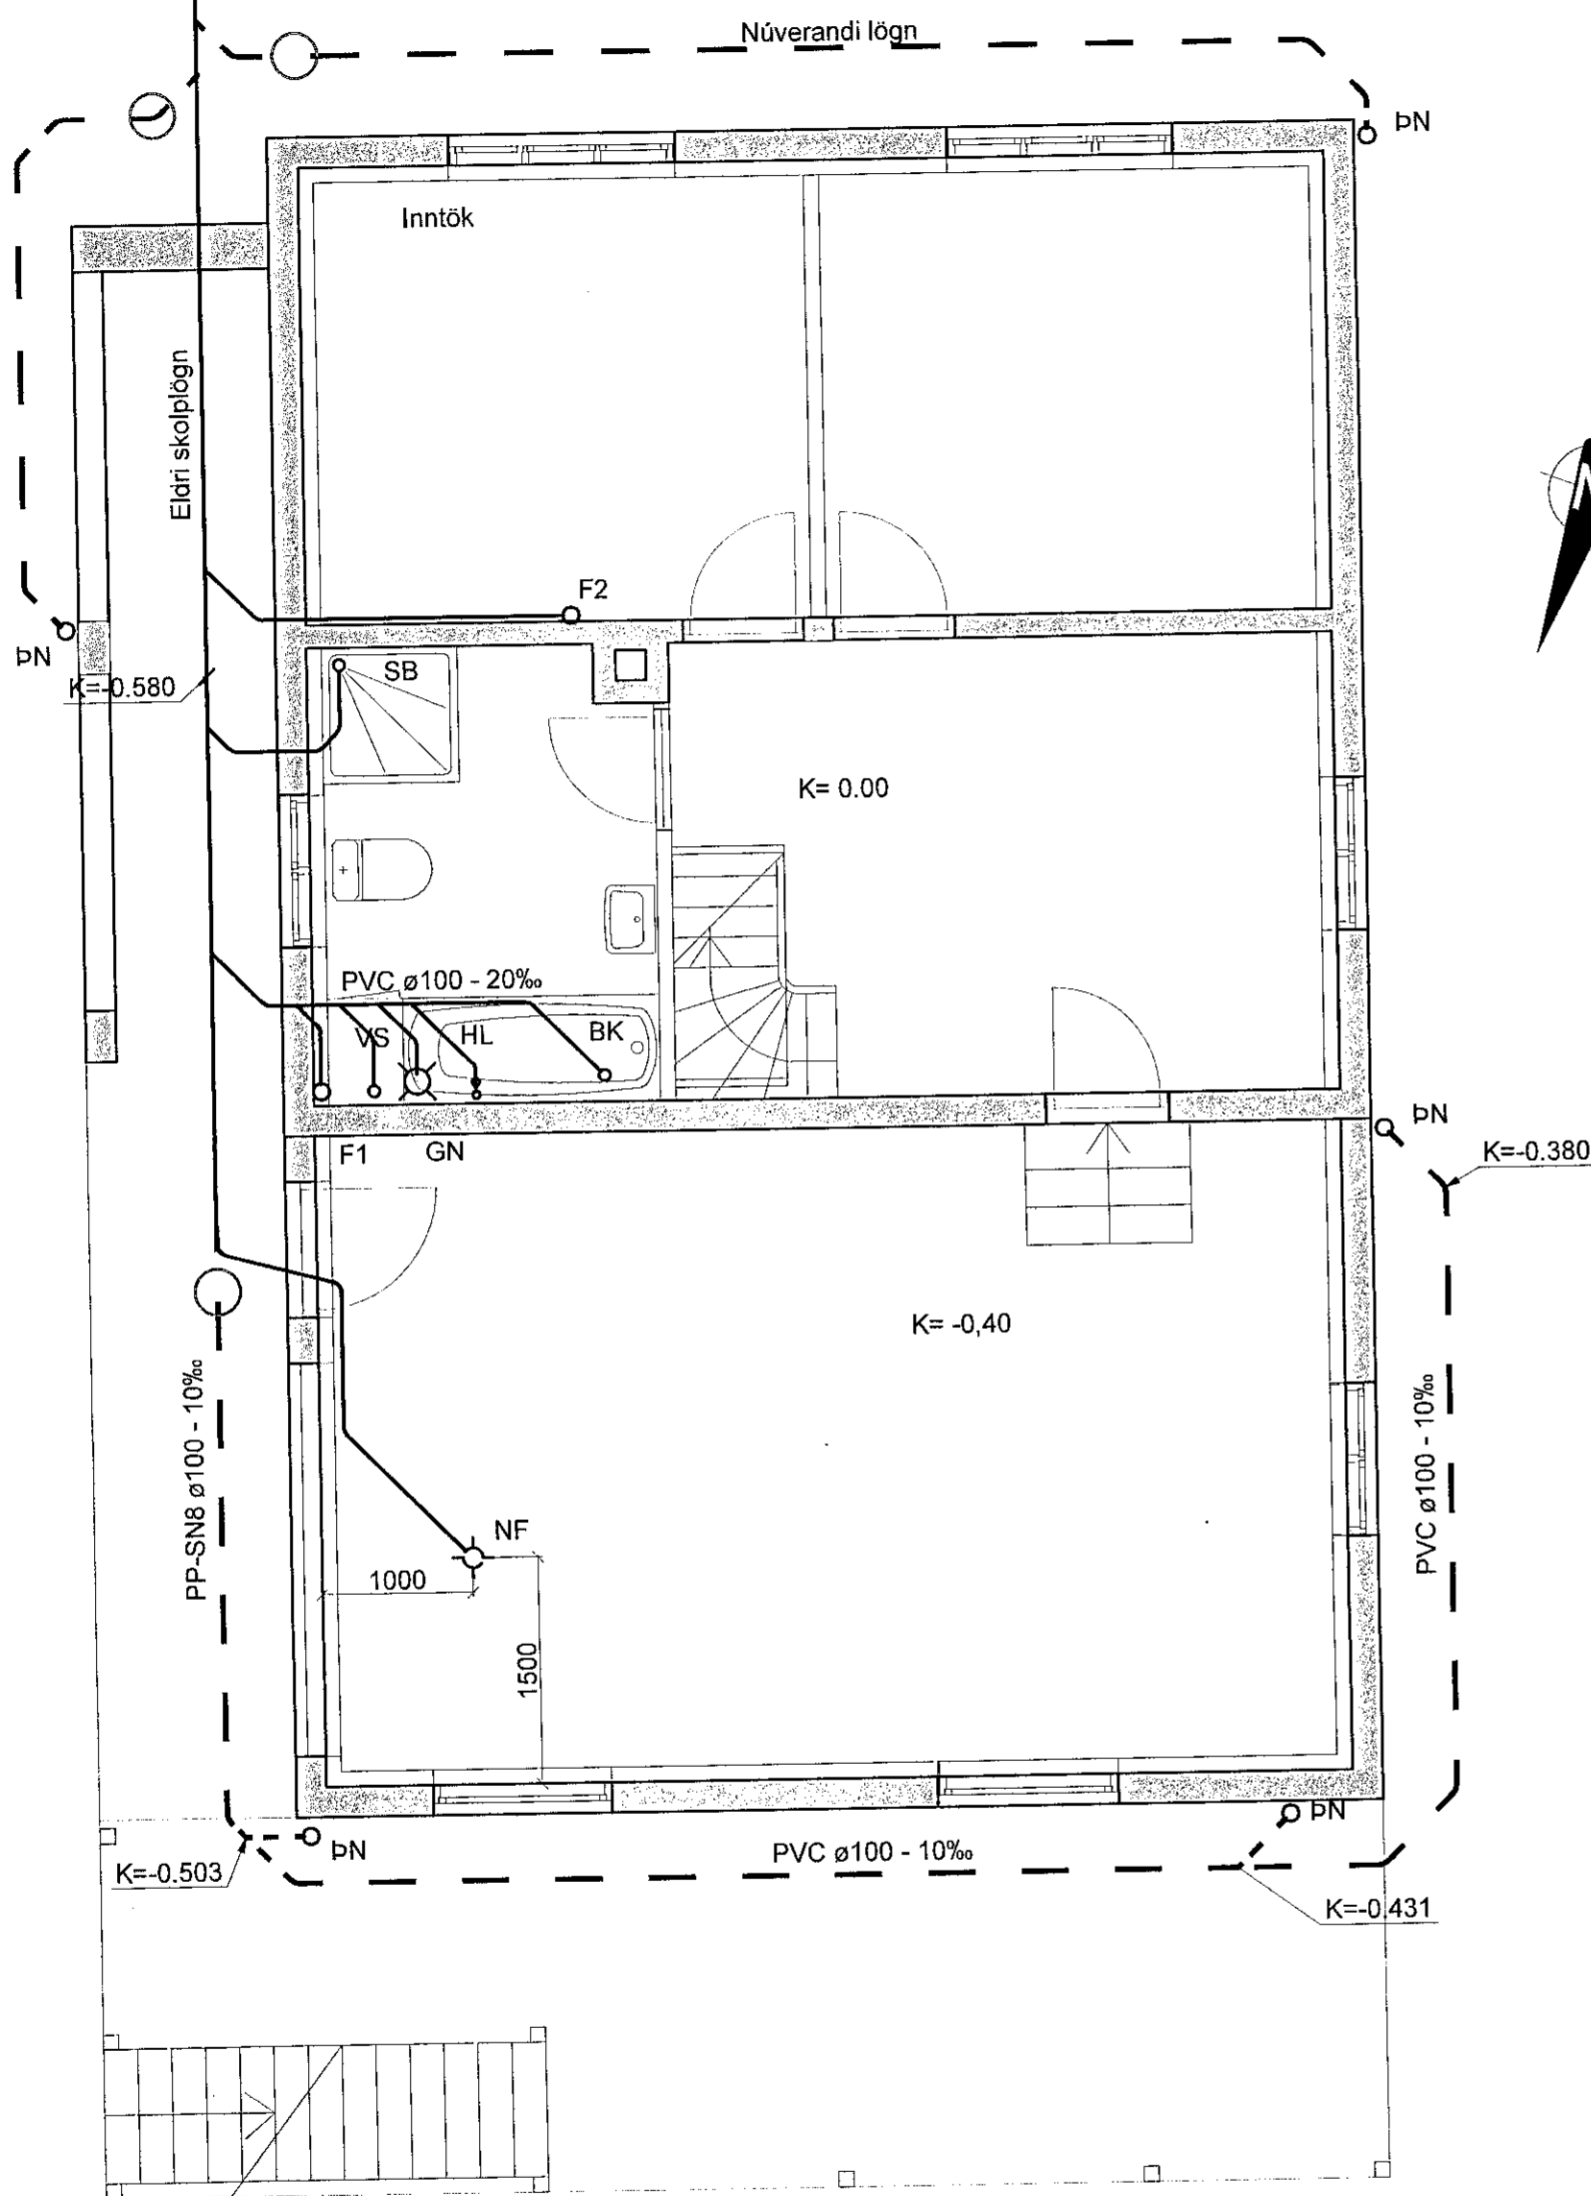 Núverandi lögn
ÞN
Inntök
Eldri skolplögn
F2
ÞN
SB
K=-0.580
K= 0.00
PVC ø100 - 20‰
VS
HL
BK
ÞN
F1
GN
K=-0.380
K= -0,40
PP-SN8 ø100 - 10‰
PVC ø100 - 10‰
NF
1000
1500
ÞN
ÞN
PVC ø100 - 10‰
K=-0.503
K=-0.431